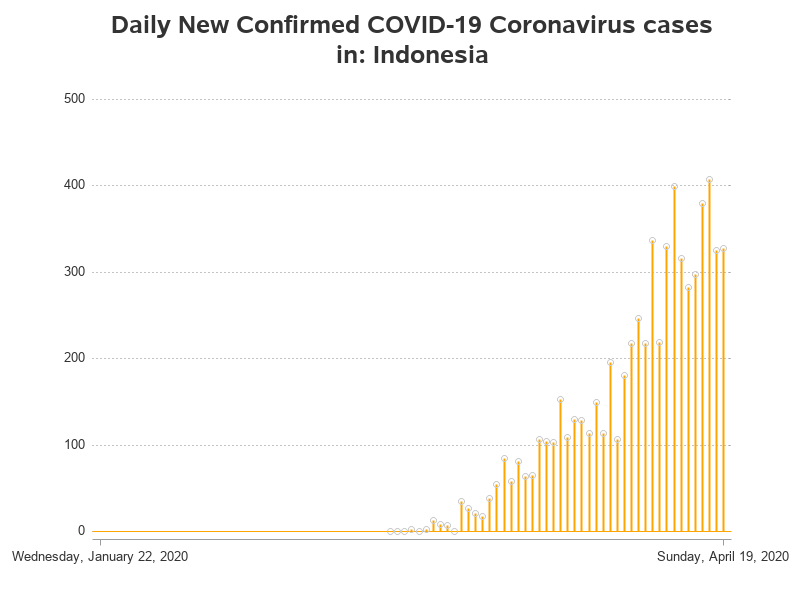 Daily New Confirmed COVID-19 Coronavirus cases
in: Indonesia
500
400
300
200
100
0
Wednesday, January 22, 2020
Sunday, April 19, 2020